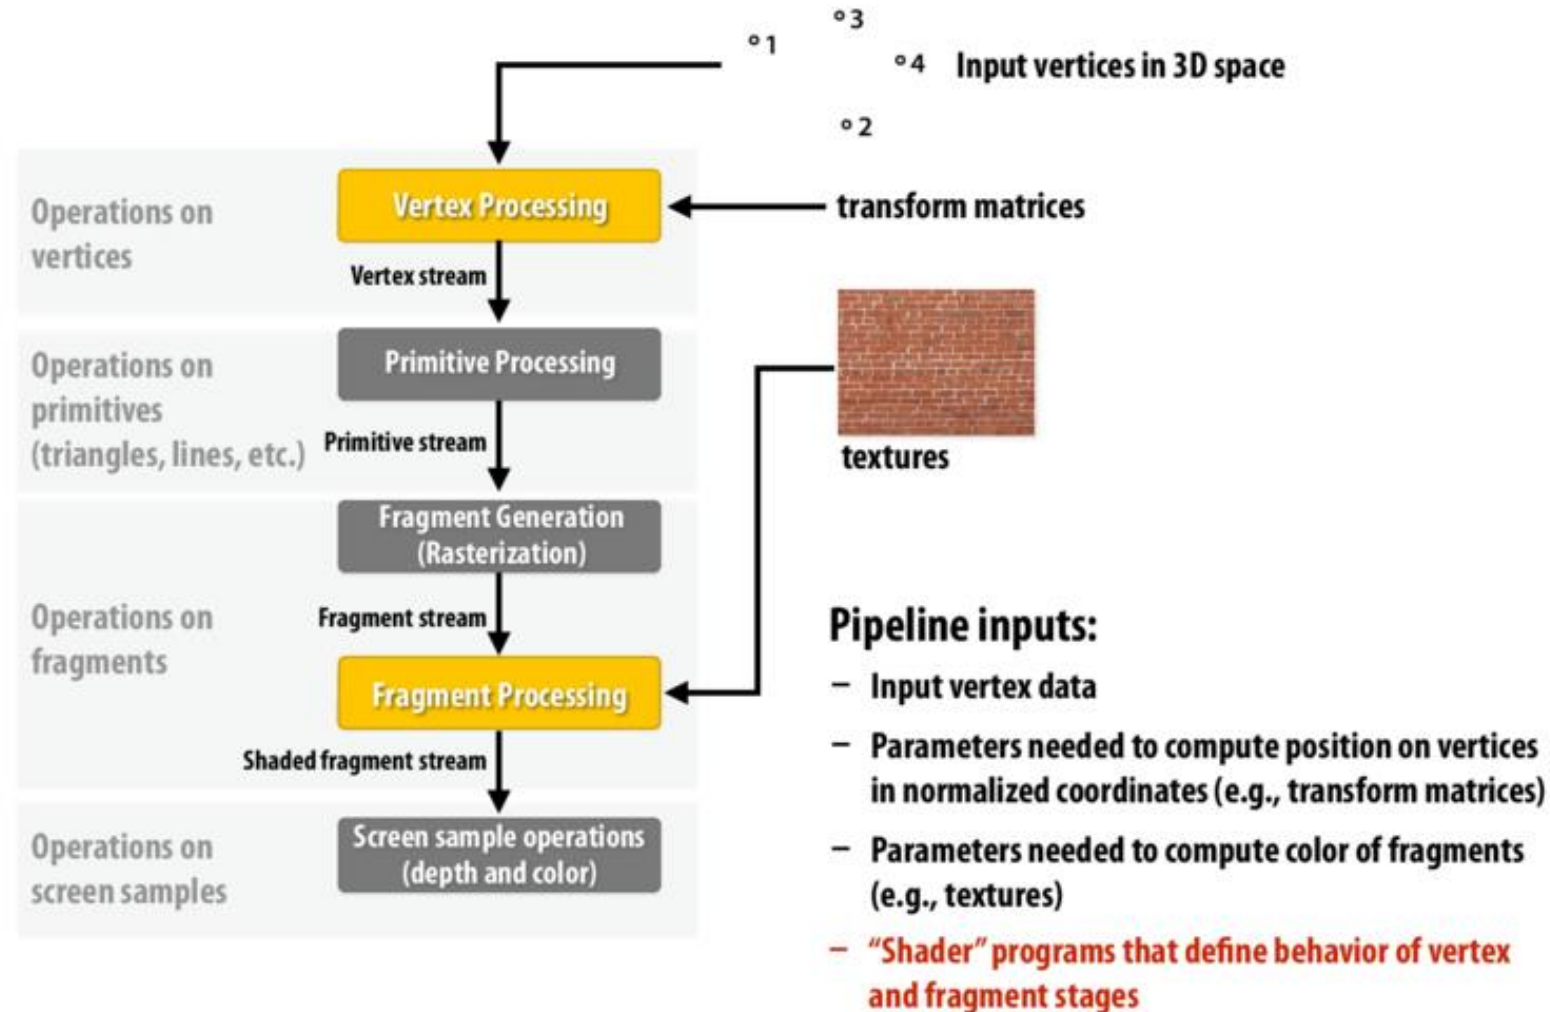 °3
°1
°4
Input vertices in 3D space
°2
Operations on
vertices
Vertex Processing
transform matrices
Vertex stream
Operations on
primitives
(triangles, lines, etc.)
Primitive Processing
Primitive stream
textures
Fragment Generation
(Rasterization)
Operations on
fragments
Fragment stream
Fragment Processing
Shaded fragment stream
Operations on
screen samples
Screen sample operations
(depth and color)
Pipeline inputs:
– Input vertex data
– Parameters needed to compute position on vertices
in normalized coordinates (e.g., transform matrices)
– Parameters needed to compute color of fragments
(e.g., textures)
– “Shader” programs that define behavior of vertex
and fragment stages